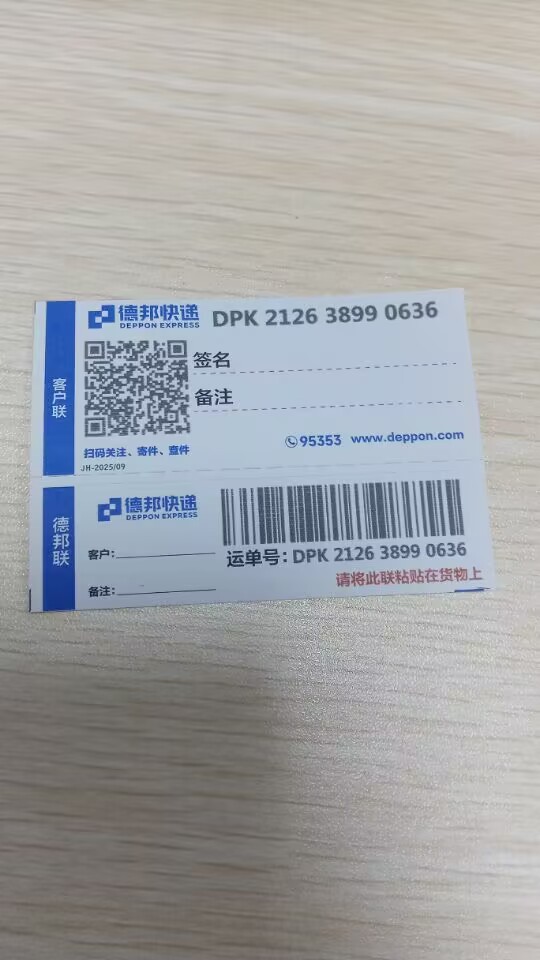 客户联
德邦快递
DEPPON EXPRESS
DPK 2126 3899 0636
签名
备注
扫码关注、寄件、查件
JH-2025/09
95353 www.deppon.com
德邦联
德邦快递
DEPPON EXPRESS
客户:
备注:
运单号: DPK 2126 3899 0636
请将此联粘贴在货物上